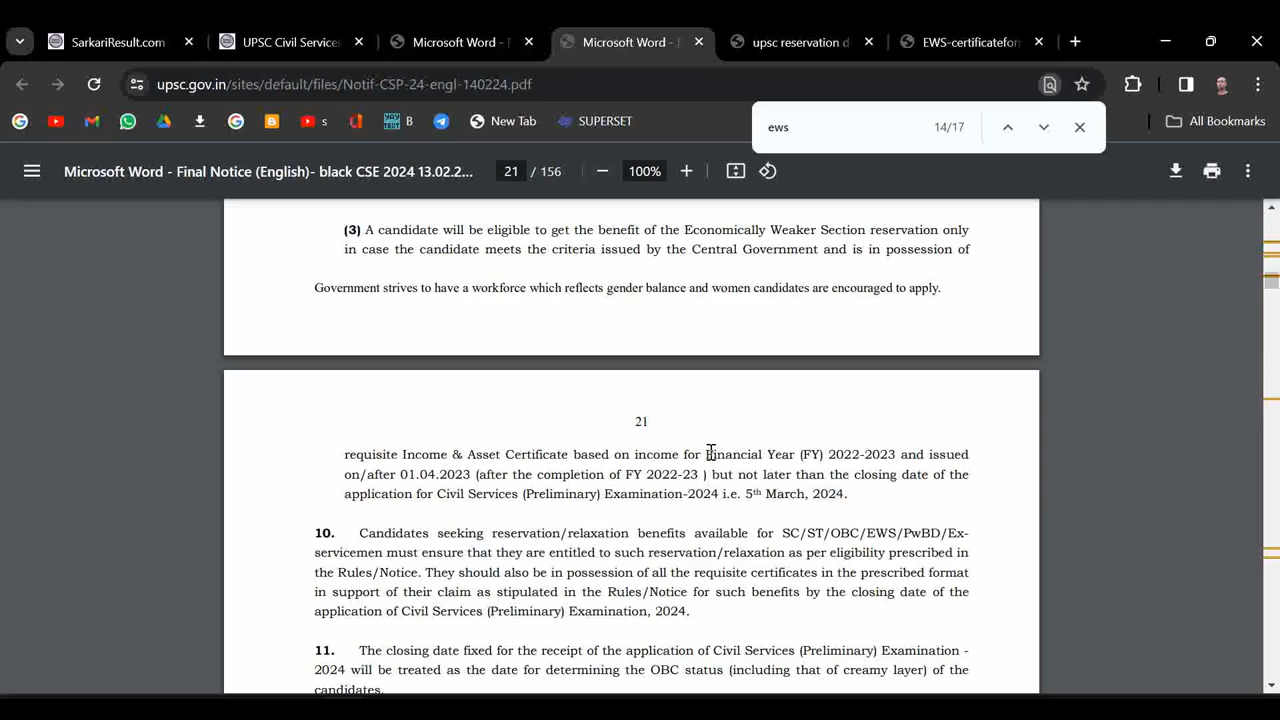 SarkariResult.com
UPSC Civil Services
Microsoft Word -
Microsoft Word -
upsc reservation d
EWS-certificatefor
upsc.gov.in/sites/default/files/Notif-CSP-24-engl-140224.pdf
s
B
New Tab
SUPERSET
All Bookmarks
ews 14/17
Microsoft Word - Final Notice (English)- black CSE 2024 13.02.2... 21 / 156 100%
(3) A candidate will be eligible to get the benefit of the Economically Weaker Section reservation only
in case the candidate meets the criteria issued by the Central Government and is in possession of
Government strives to have a workforce which reflects gender balance and women candidates are encouraged to apply.
21
requisite Income & Asset Certificate based on income for Financial Year (FY) 2022-2023 and issued
on/after 01.04.2023 (after the completion of FY 2022-23 ) but not later than the closing date of the
application for Civil Services (Preliminary) Examination-2024 i.e. 5th March, 2024.
10. Candidates seeking reservation/relaxation benefits available for SC/ST/OBC/EWS/PwBD/Ex-
servicemen must ensure that they are entitled to such reservation/relaxation as per eligibility prescribed in
the Rules/Notice. They should also be in possession of all the requisite certificates in the prescribed format
in support of their claim as stipulated in the Rules/Notice for such benefits by the closing date of the
application of Civil Services (Preliminary) Examination, 2024.
11. The closing date fixed for the receipt of the application of Civil Services (Preliminary) Examination -
2024 will be treated as the date for determining the OBC status (including that of creamy layer) of the
candidates.